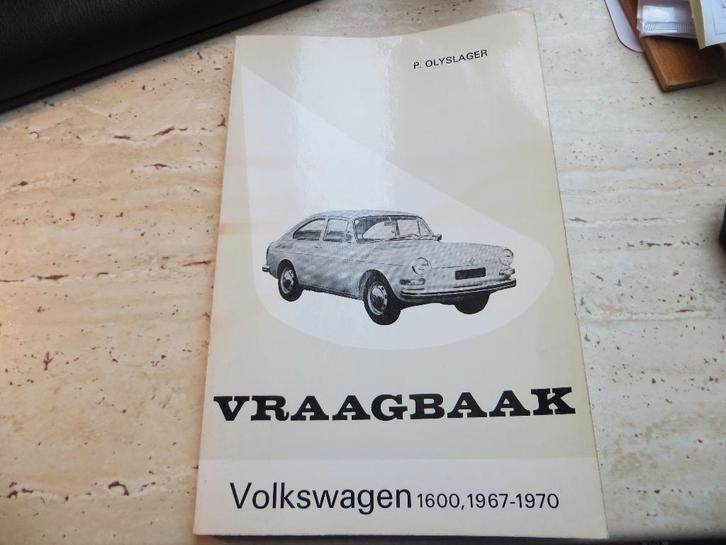 P. OLYSLAGER
VRAAGBAAK
Volkswagen 1600, 1967-1970